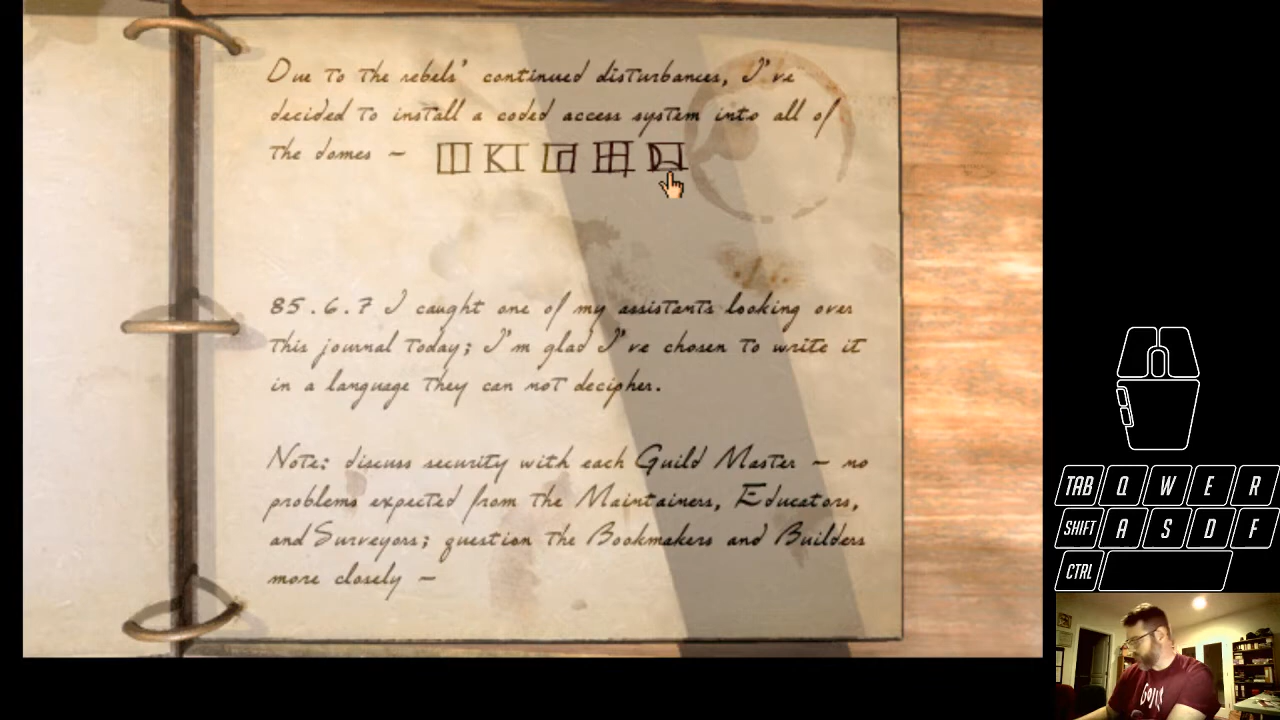 Due to the rebels' continued disturbances, I've
decided to install a coded access system into all of
the domes –
85.6.7 I caught one of my assistants looking over
this journal today; I'm glad I've chosen to write it
in a language they can not decipher.
Note: discuss security with each Guild Master – no
problems expected from the Maintainers, Educators,
and Surveyors; question the Bookmakers and Builders
more closely –
TAB Q W E R
SHIFT A S D F
CTRL